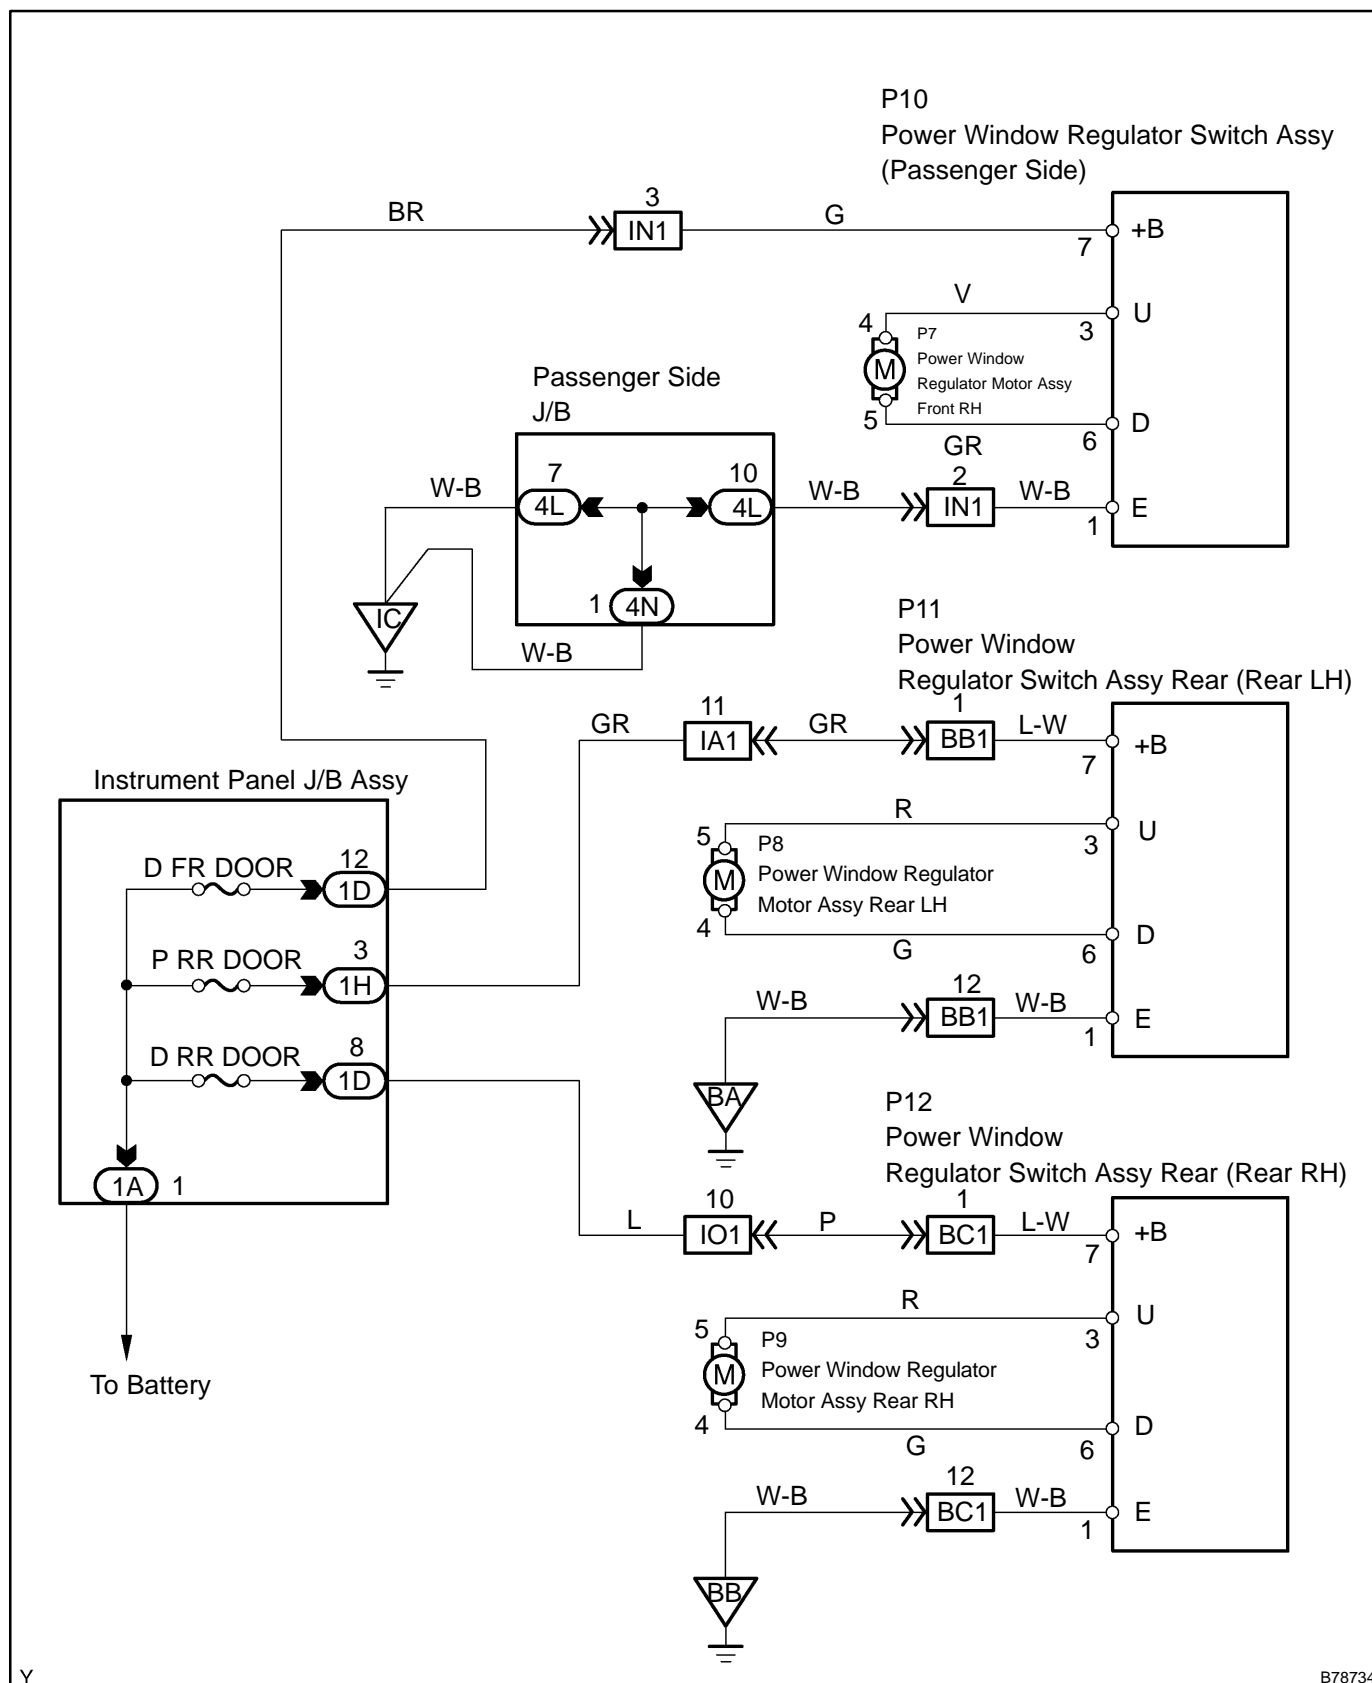 P10
Power Window Regulator Switch Assy
(Passenger Side)
BR
3
IN1
G
7
+B
V
4
P7
3
U
M
Power Window
Regulator Motor Assy
Front RH
5
6
D
GR
Passenger Side
J/B
W-B
7
4L
10
4L
W-B
2
IN1
W-B
1
E
1
4N
IC
W-B
P11
Power Window
Regulator Switch Assy Rear (Rear LH)
GR
11
IA1
GR
1
BB1
L-W
7
+B
R
5
P8
3
U
M
Power Window Regulator
Motor Assy Rear LH
4
G
6
D
W-B
12
BB1
W-B
1
E
BA
Instrument Panel J/B Assy
D FR DOOR
12
1D
P RR DOOR
3
1H
D RR DOOR
8
1D
1A
1
To Battery
P12
Power Window
Regulator Switch Assy Rear (Rear RH)
L
10
IO1
P
1
BC1
L-W
7
+B
R
5
P9
3
U
M
Power Window Regulator
Motor Assy Rear RH
4
G
6
D
W-B
12
BC1
W-B
1
E
BB
Y
B78734